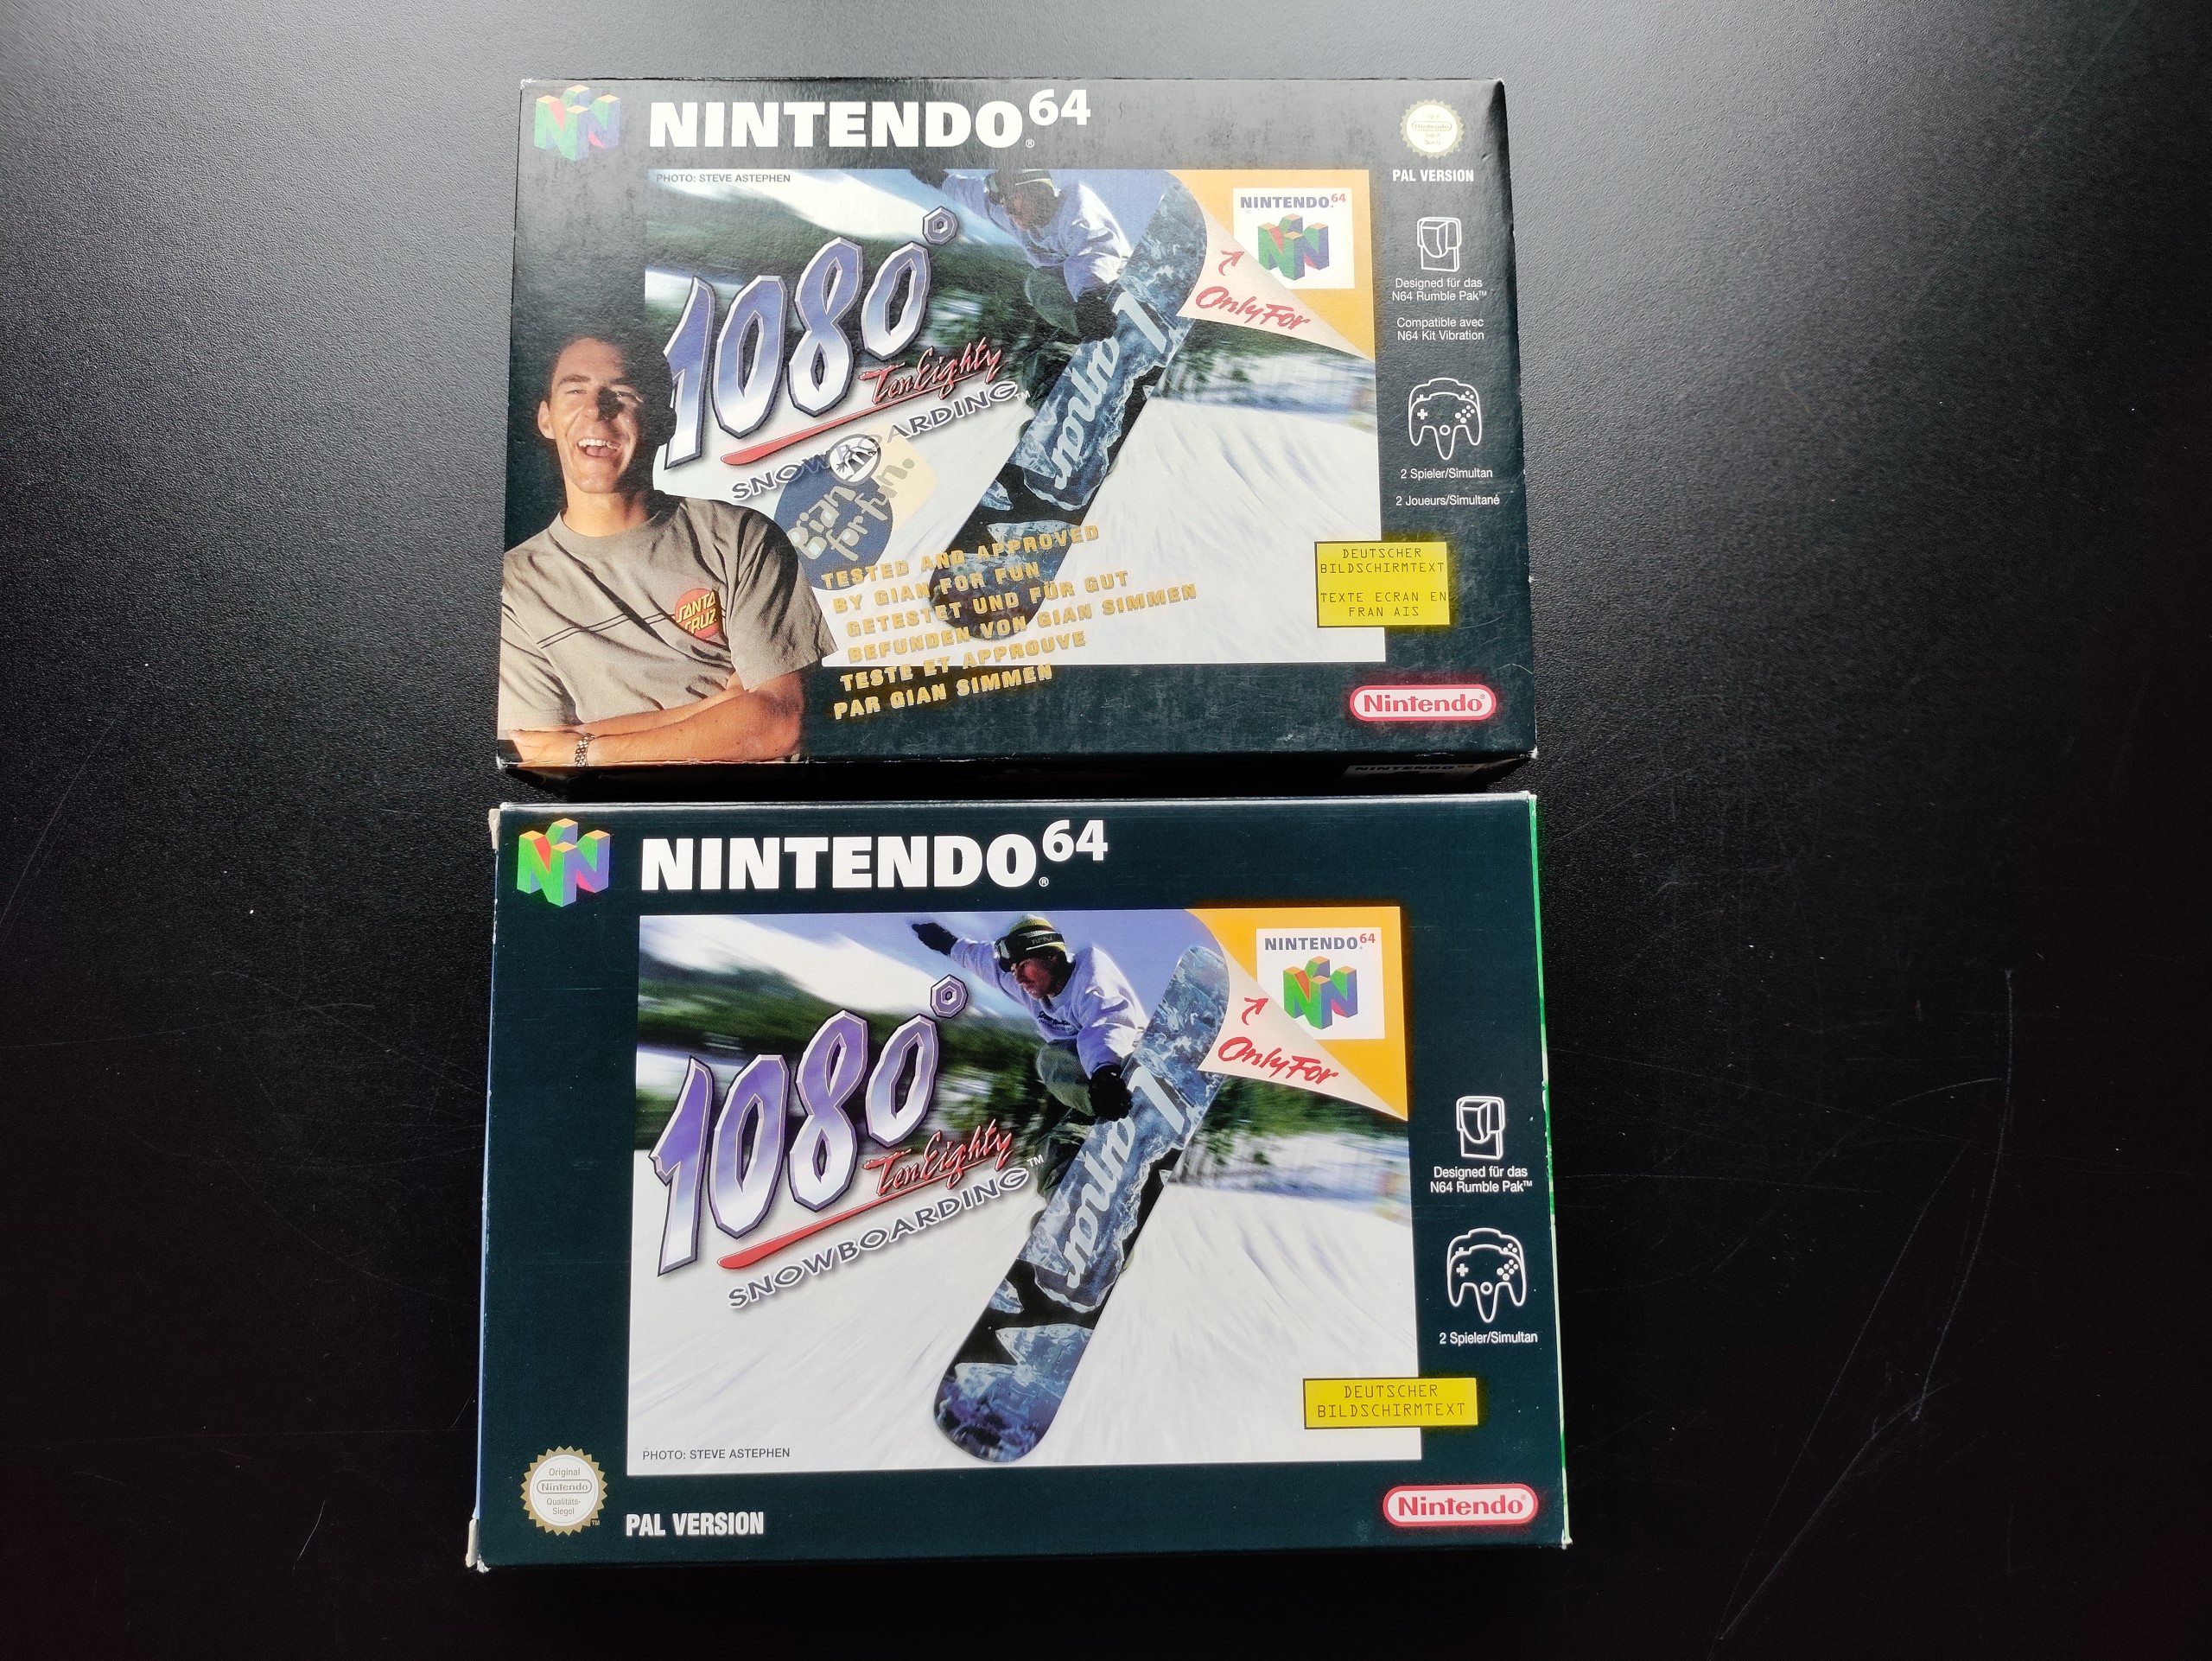 NINTENDO64
®
PHOTO: STEVE ASTEPHEN
PAL VERSION
NINTENDO64
Only For
1080°
TenEighty
SNOWBOARDING™
Designed für das
N64 Rumble Pak™
Compatible avec
N64 Kit Vibration
2 Spieler/Simultan
2 Joueurs/Simultané
Gian
for fun.
SANTA
CRUZ
TESTED AND APPROVED
BY GIAN FOR FUN
GETESTET UND FÜR GUT
BEFUNDEN VON GIAN SIMMEN
TESTE ET APPROUVE
PAR GIAN SIMMEN
DEUTSCHER
BILDSCHIRMTEXT
TEXTE ECRAN EN
FRAN AIS
Nintendo®
NINTENDO64
®
NINTENDO64
Only For
1080°
TenEighty
SNOWBOARDING™
Designed für das
N64 Rumble Pak™
2 Spieler/Simultan
DEUTSCHER
BILDSCHIRMTEXT
PHOTO: STEVE ASTEPHEN
Original
Nintendo
Qualitäts-
Siegel
™
PAL VERSION
Nintendo®